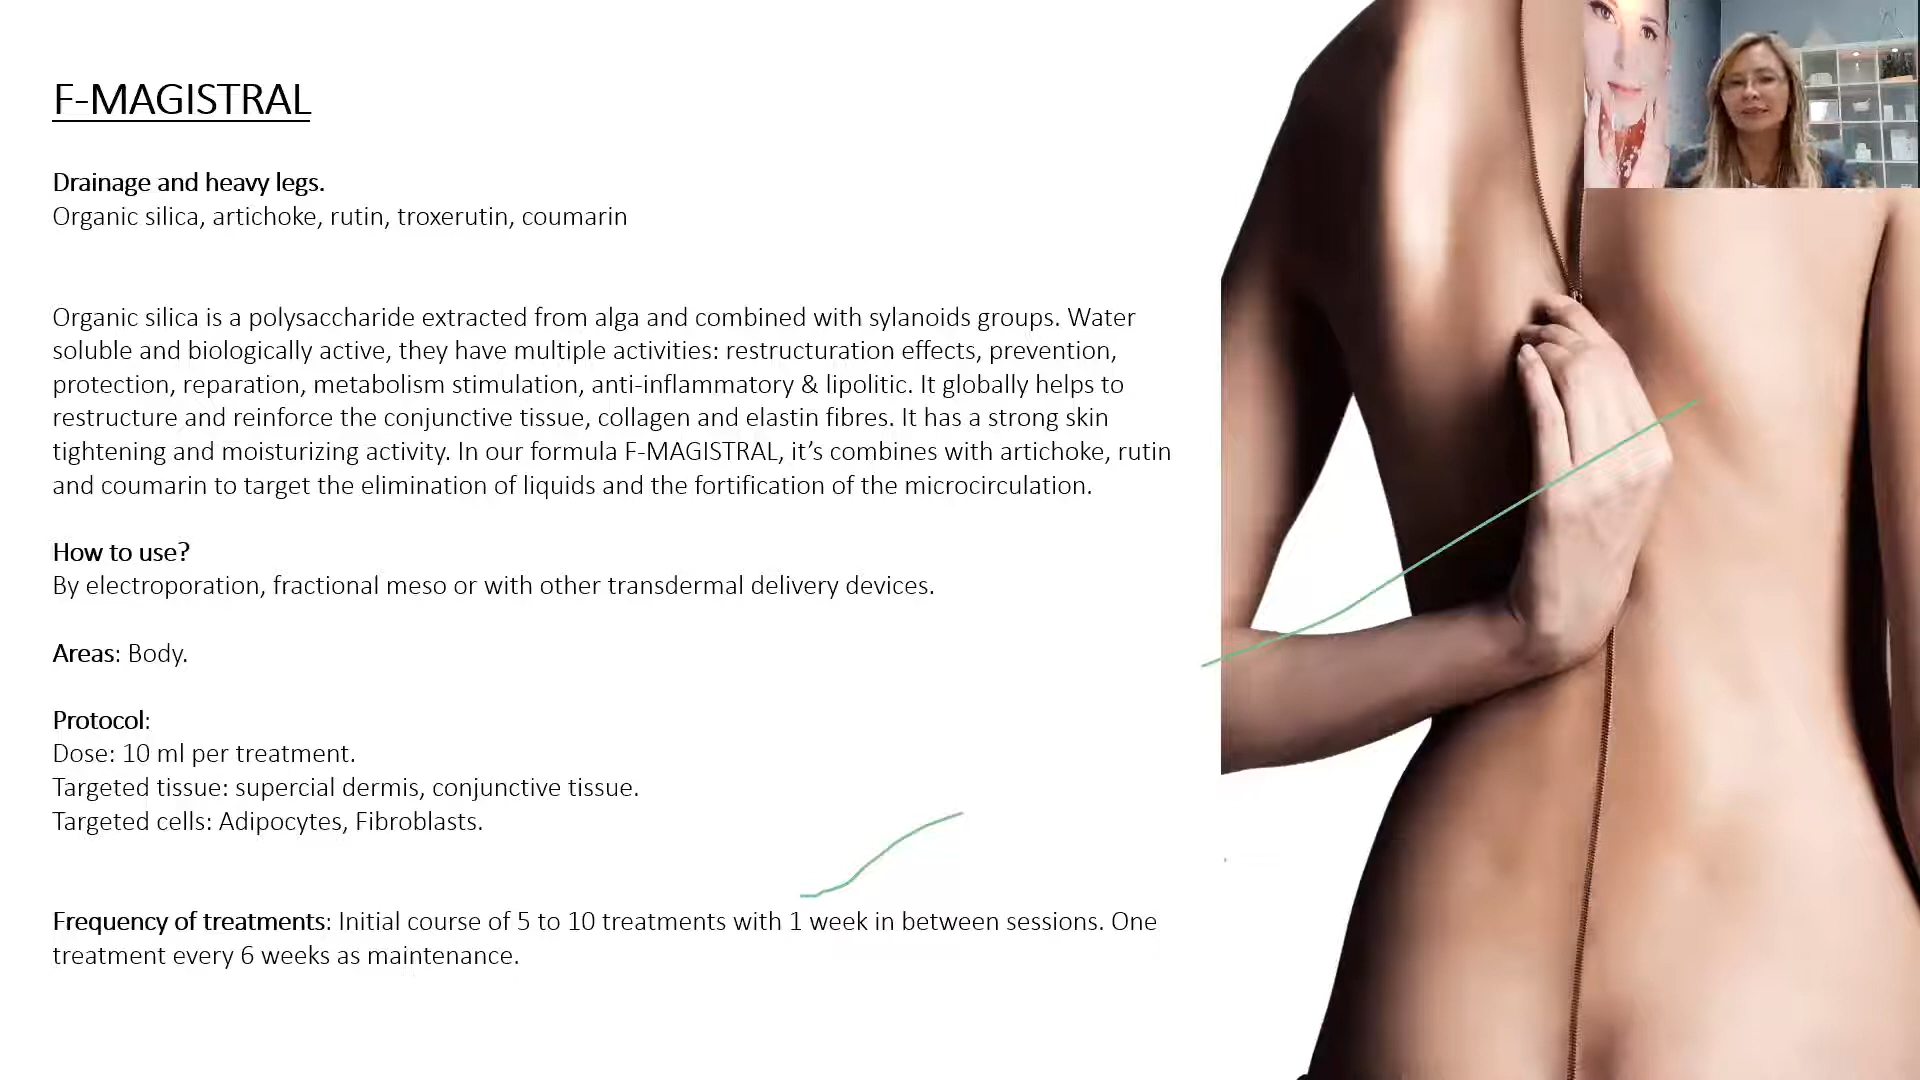 F-MAGISTRAL
Drainage and heavy legs.
Organic silica, artichoke, rutin, troxerutin, coumarin
Organic silica is a polysaccharide extracted from alga and combined with sylanoids groups. Water
soluble and biologically active, they have multiple activities: restructuration effects, prevention,
protection, reparation, metabolism stimulation, anti-inflammatory & lipolitic. It globally helps to
restructure and reinforce the conjunctive tissue, collagen and elastin fibres. It has a strong skin
tightening and moisturizing activity. In our formula F-MAGISTRAL, it’s combines with artichoke, rutin
and coumarin to target the elimination of liquids and the fortification of the microcirculation.
How to use?
By electroporation, fractional meso or with other transdermal delivery devices.
Areas: Body.
Protocol:
Dose: 10 ml per treatment.
Targeted tissue: supercial dermis, conjunctive tissue.
Targeted cells: Adipocytes, Fibroblasts.
Frequency of treatments: Initial course of 5 to 10 treatments with 1 week in between sessions. One
treatment every 6 weeks as maintenance.